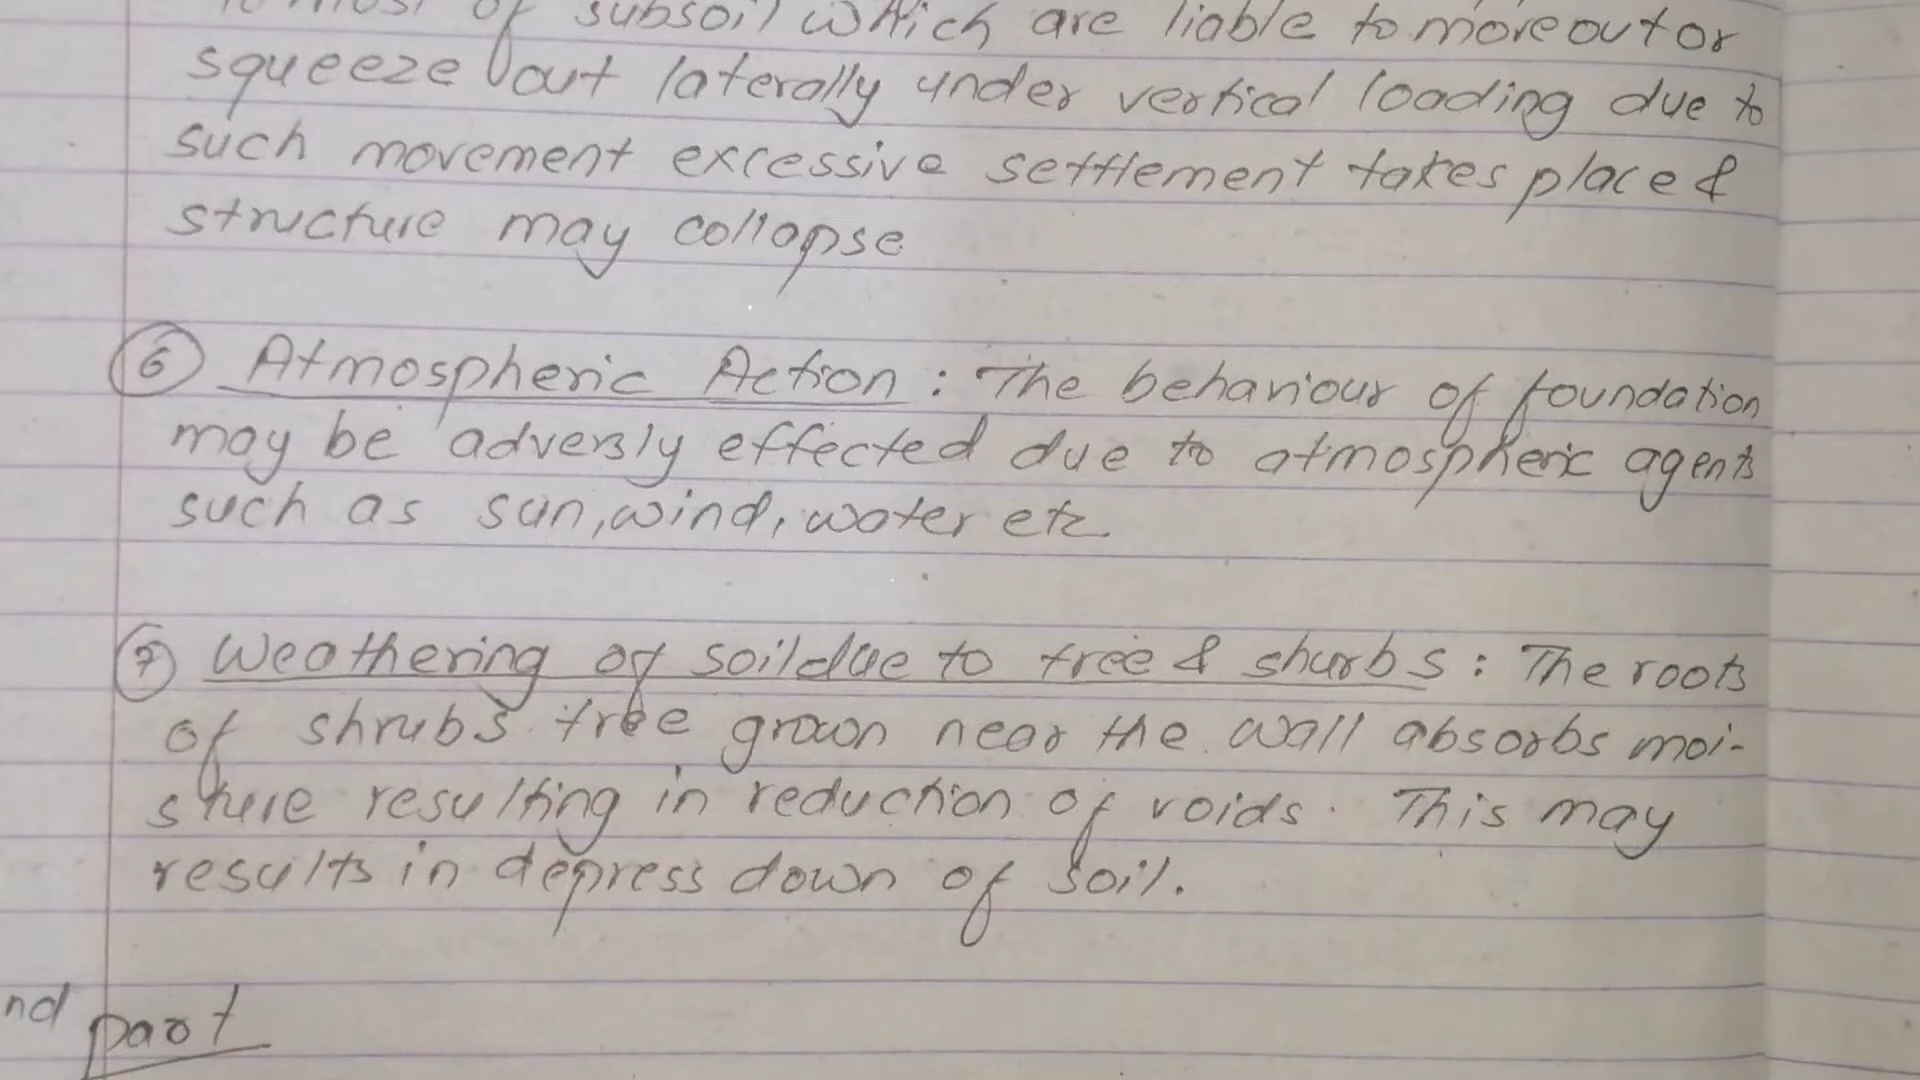 most of subsoil which are liable to move out or
squeeze out laterally under vertical loading due to
such movement excessive settlement takes place &
structure may collapse
⑥ Atmospheric Action : The behaviour of foundation
may be adversly effected due to atmospheric agents
such as sun, wind, water etc.
⑦ Weathering of soil due to tree & shurbs : The roots
of shrubs tree grown near the wall absorbs moi-
sture resulting in reduction of voids. This may
results in depress down of soil.
nd part